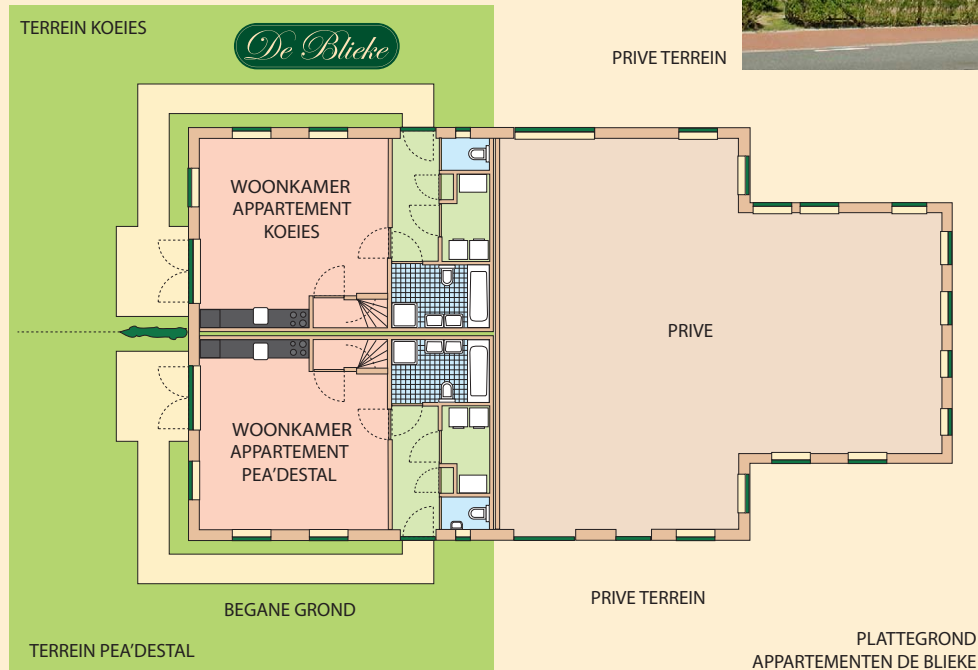 TERREIN KOEIES
De Blieke
PRIVE TERREIN
WOONKAMER
APPARTEMENT
KOEIES
PRIVE
WOONKAMER
APPARTEMENT
PEA'DESTAL
BEGANE GROND
PRIVE TERREIN
TERREIN PEA'DESTAL
PLATTEGROND
APPARTEMENTEN DE BLIEKE